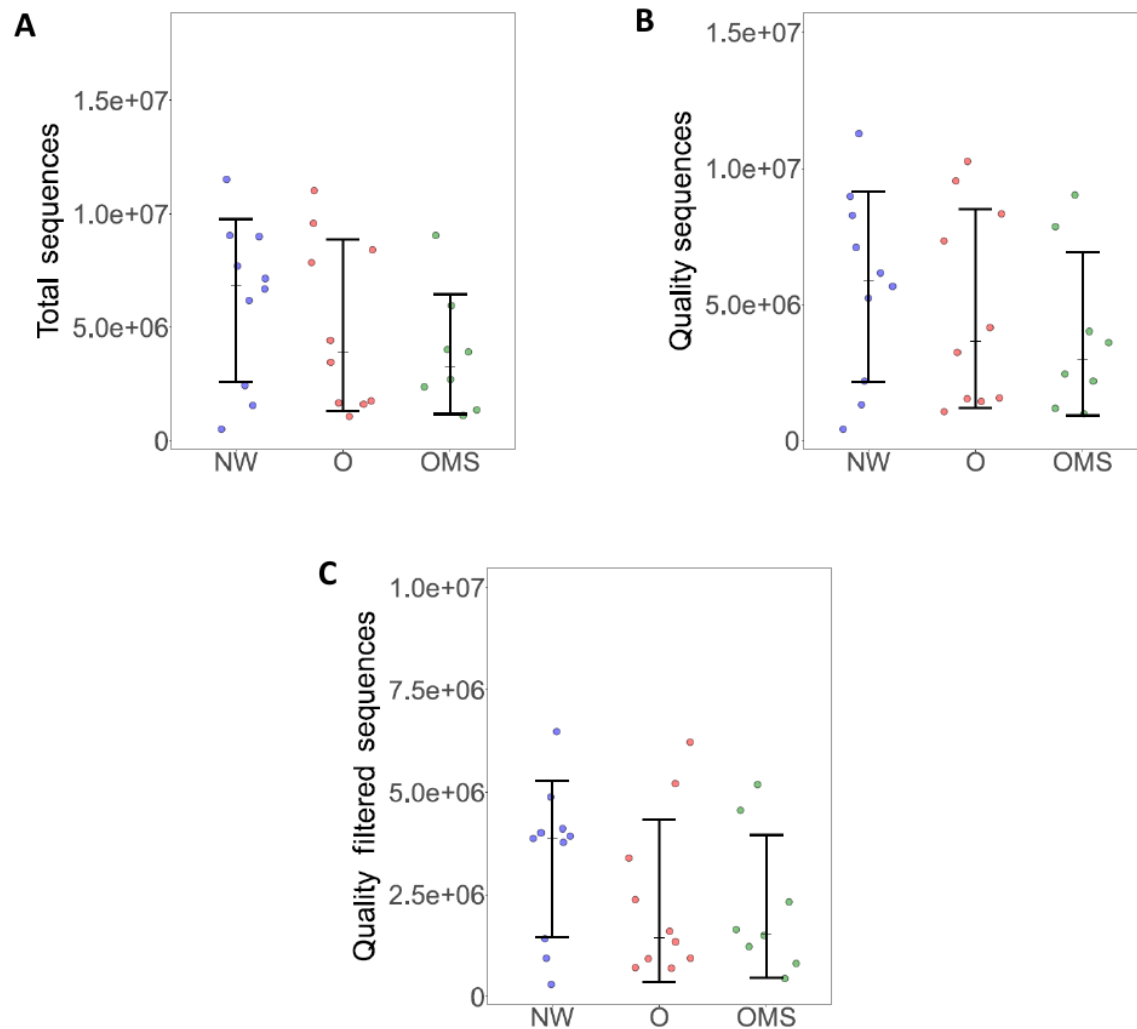 A
Total sequences
1.5e+07
1.0e+07
5.0e+06
0
NW O OMS
B
Quality sequences
1.5e+07
1.0e+07
5.0e+06
0
NW O OMS
C
Quality filtered sequences
1.0e+07
7.5e+06
5.0e+06
2.5e+06
0
NW O OMS